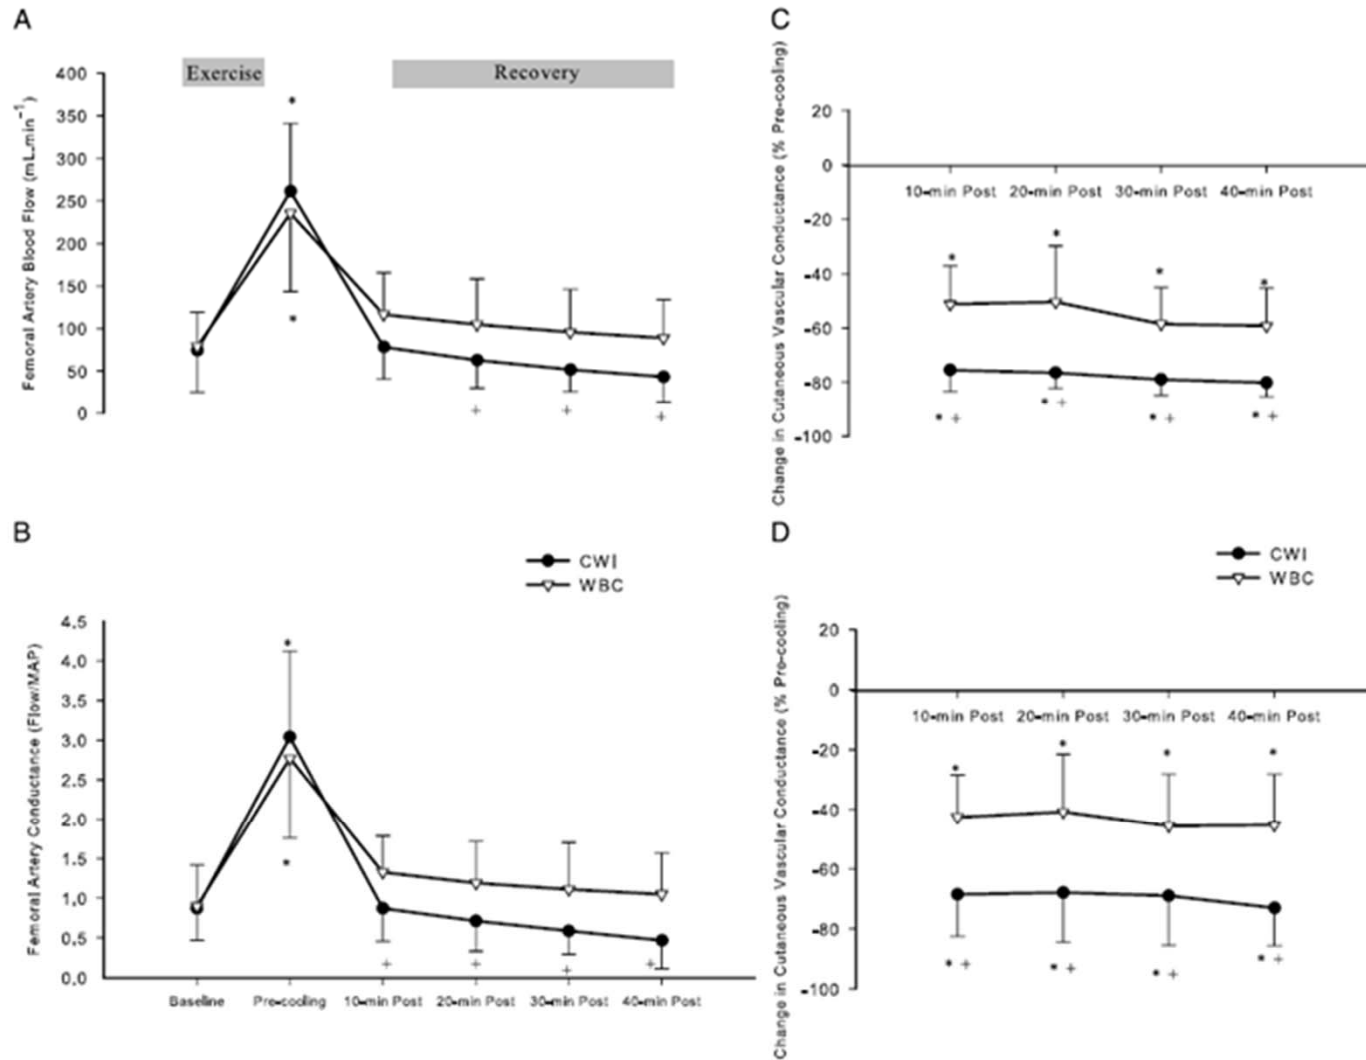 A
Exercise
Recovery
Femoral Artery Blood Flow (mL.min⁻¹)
400
350
300
250
200
150
100
50
0
*
*
+ + +
C
Change in Cutaneous Vascular Conductance (% Pre-cooling)
20
0
-20
-40
-60
-80
-100
10-min Post 20-min Post 30-min Post 40-min Post
* * * *
* + * + * + * +
B
CWI
WBC
Femoral Artery Conductance (Flow/MAP)
4.5
4.0
3.5
3.0
2.5
2.0
1.5
1.0
0.5
0.0
*
*
+ + + +
Baseline Pre-cooling 10-min Post 20-min Post 30-min Post 40-min Post
D
CWI
WBC
Change in Cutaneous Vascular Conductance (% Pre-cooling)
20
0
-20
-40
-60
-80
-100
10-min Post 20-min Post 30-min Post 40-min Post
* * * *
* + * + * + * +